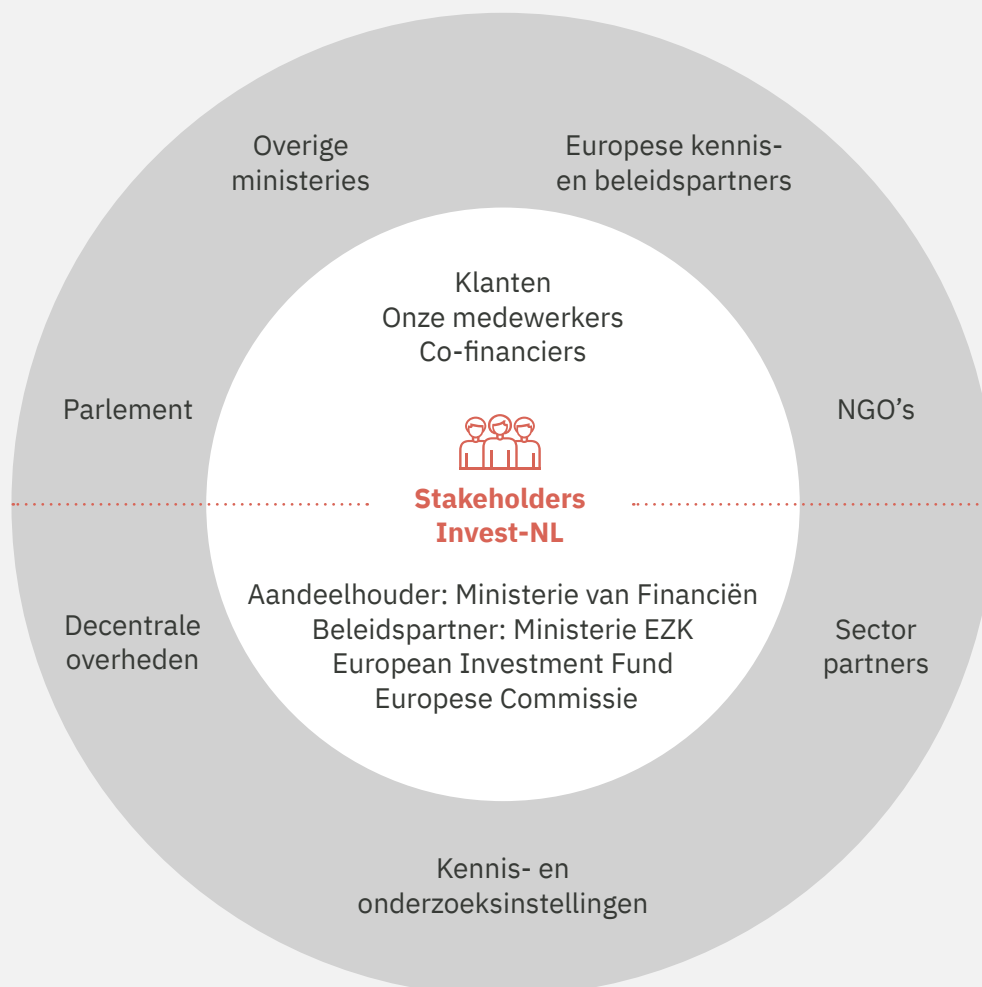 Overige
ministeries
Europese kennis-
en beleidspartners
Klanten
Onze medewerkers
Co-financiers
Parlement
NGO’s
Stakeholders
Invest-NL
Aandeelhouder: Ministerie van Financiën
Beleidspartner: Ministerie EZK
European Investment Fund
Europese Commissie
Decentrale
overheden
Sector
partners
Kennis- en
onderzoeksinstellingen